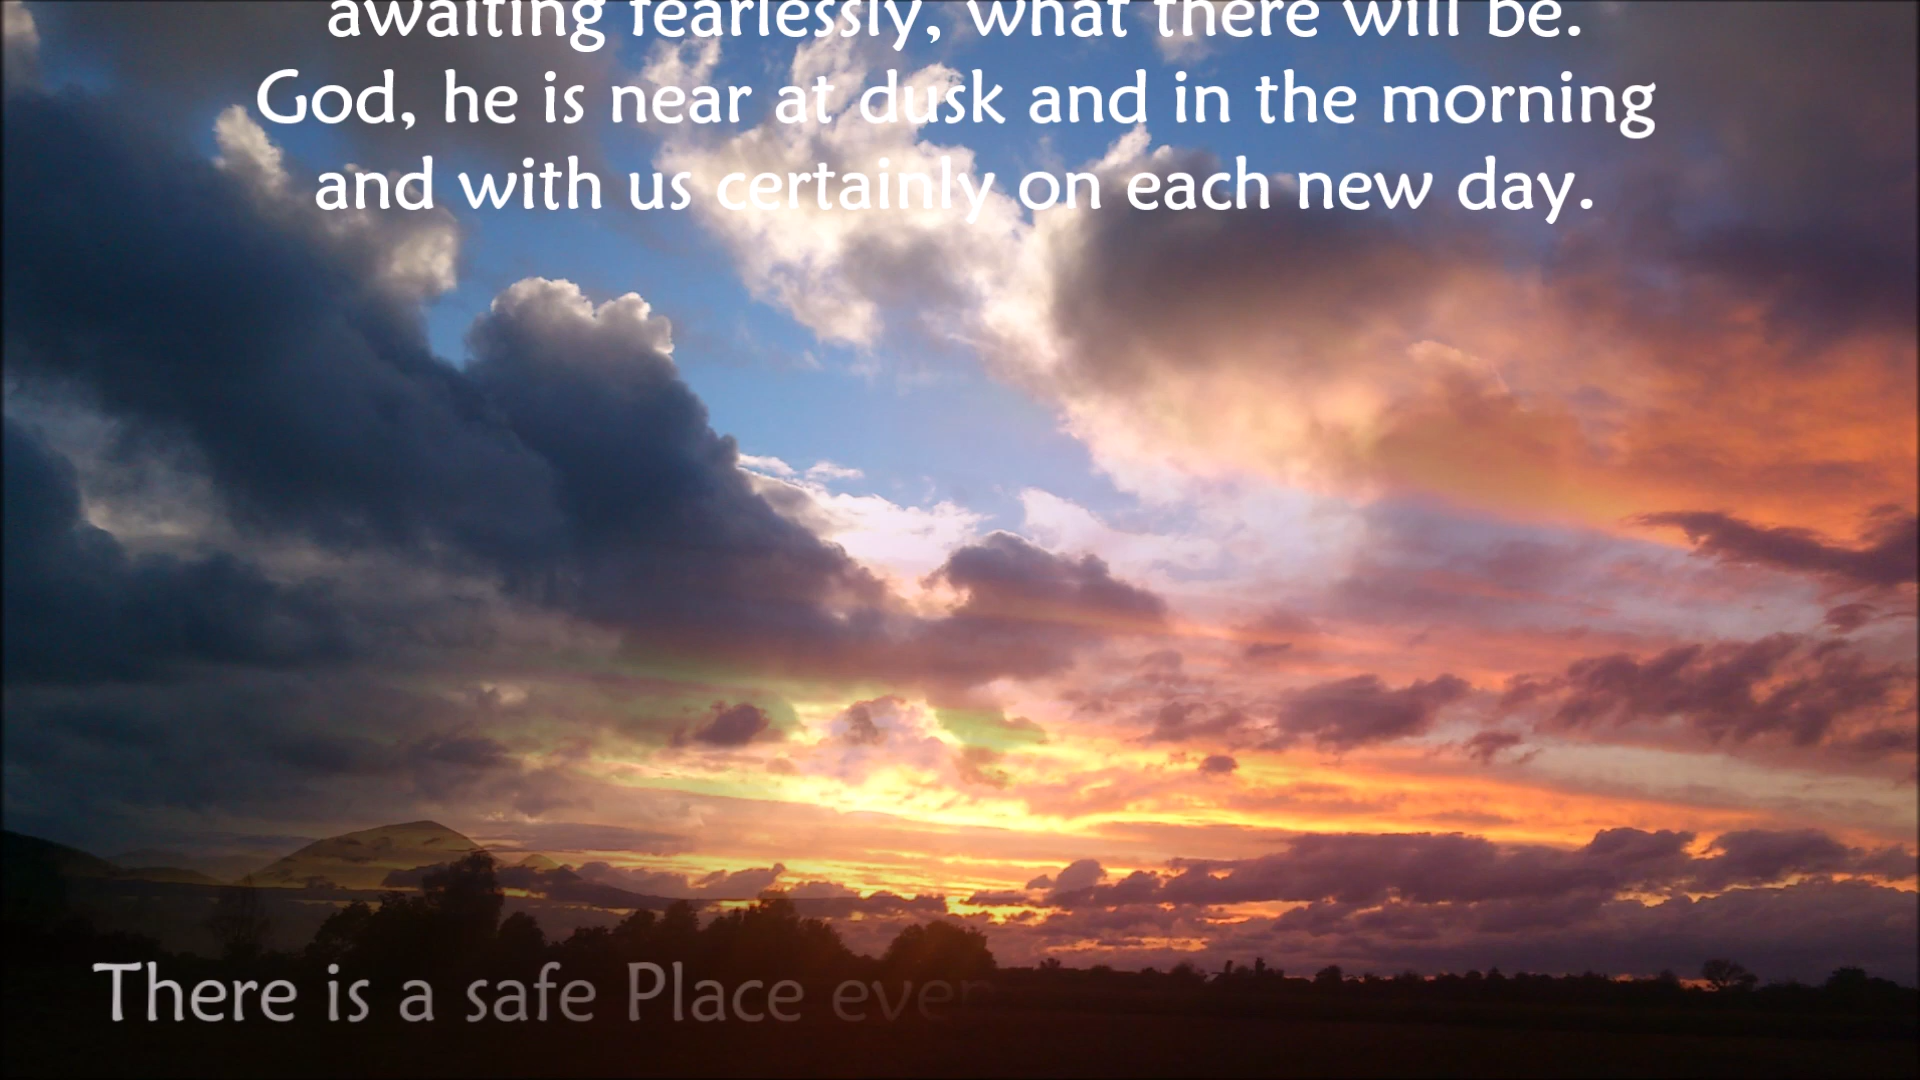 awaiting fearlessly, what there will be.
God, he is near at dusk and in the morning
and with us certainly on each new day.
There is a safe Place even